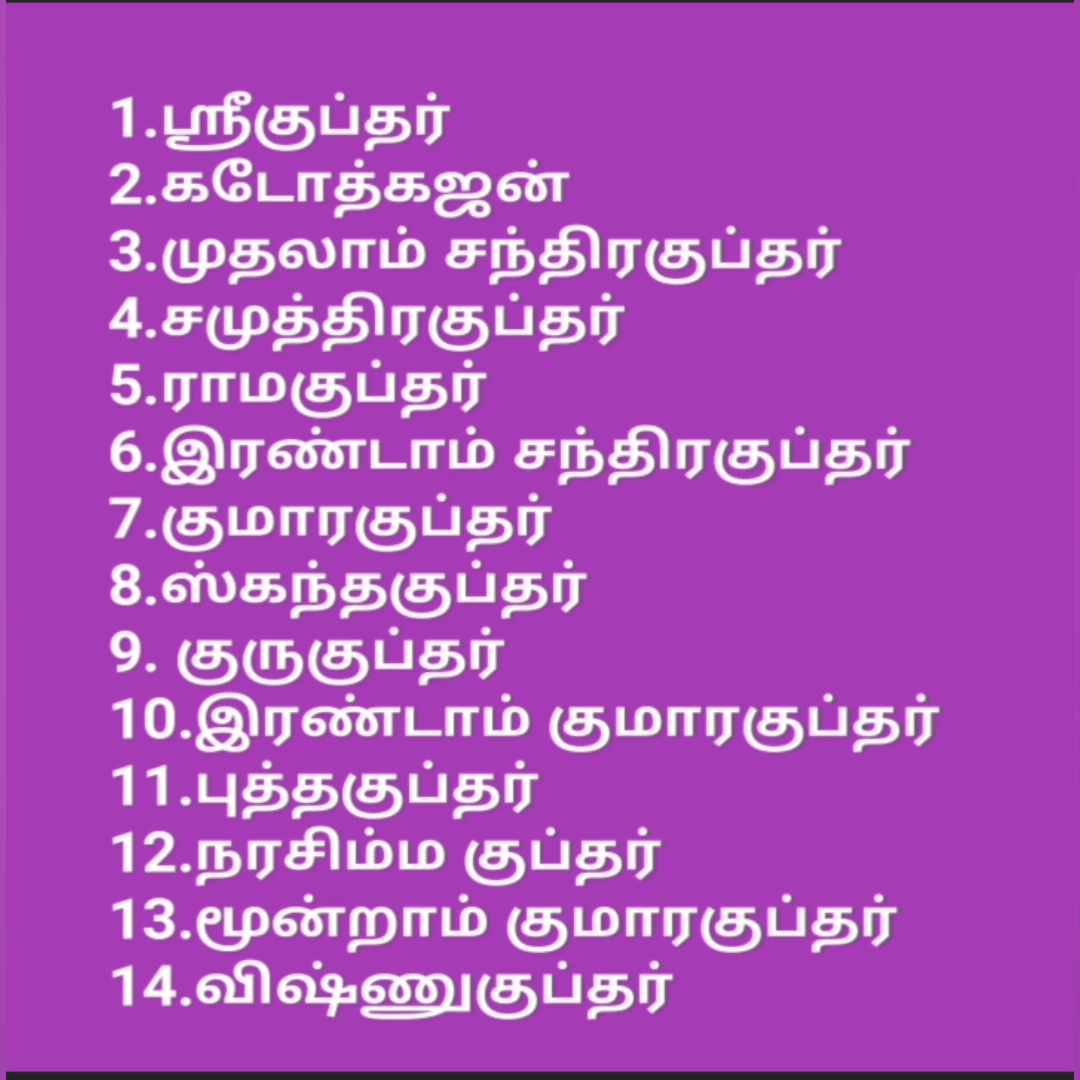 1.ஸ்ரீகுப்தர்
2.கடோத்கஜன்
3.முதலாம் சந்திரகுப்தர்
4.சமுத்திரகுப்தர்
5.ராமகுப்தர்
6.இரண்டாம் சந்திரகுப்தர்
7.குமாரகுப்தர்
8.ஸ்கந்தகுப்தர்
9. குருகுப்தர்
10.இரண்டாம் குமாரகுப்தர்
11.புத்தகுப்தர்
12.நரசிம்ம குப்தர்
13.மூன்றாம் குமாரகுப்தர்
14.விஷ்ணுகுப்தர்